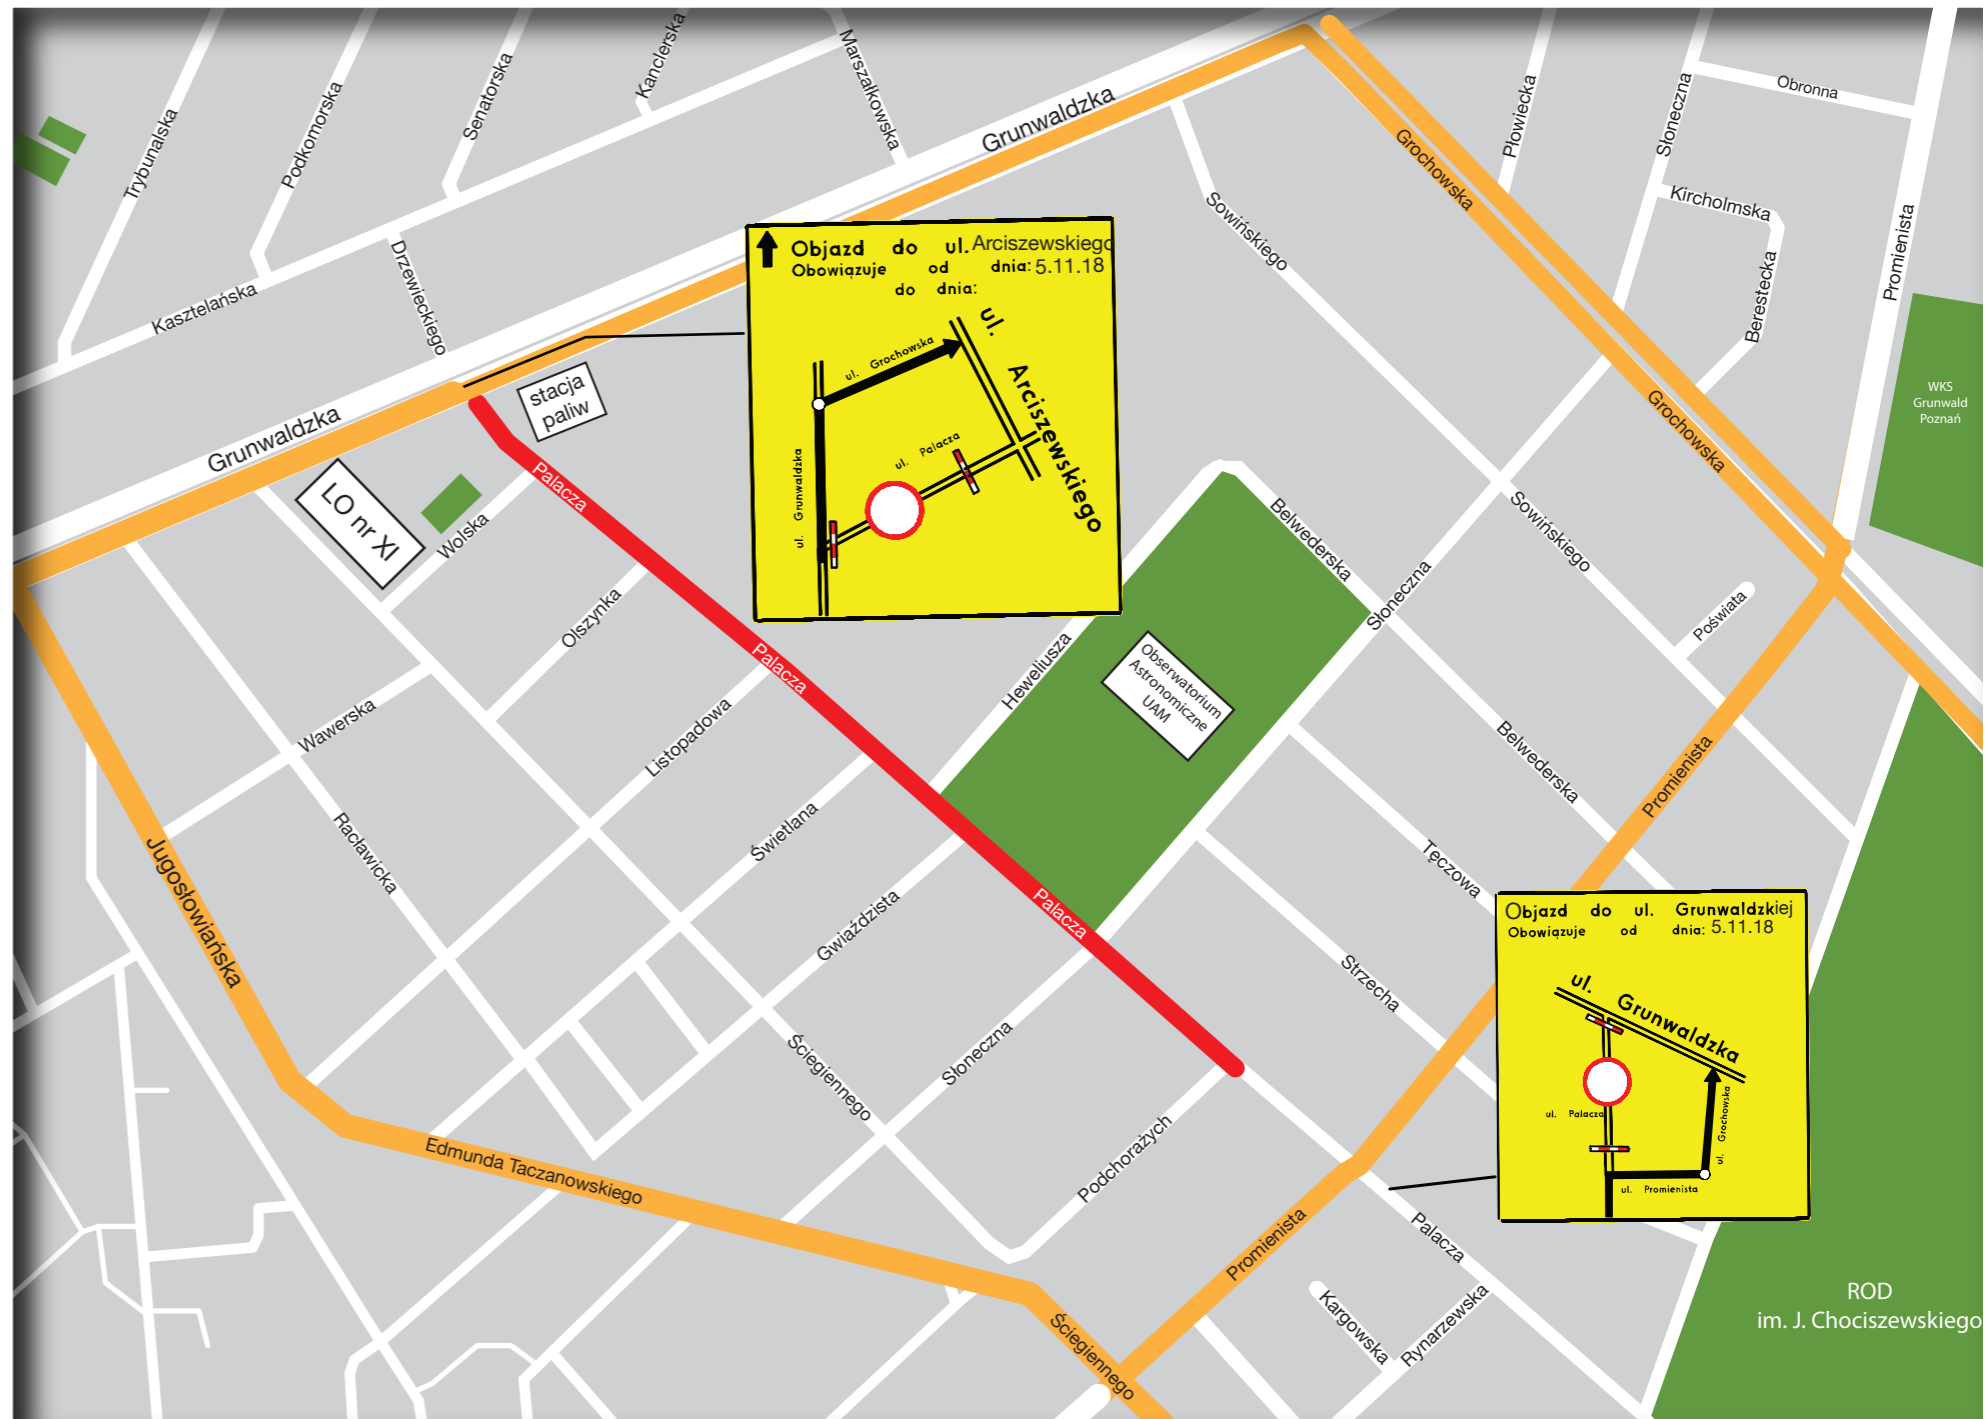 Trybunalska
Podkomorska
Senatorska
Kanclerska
Marszałkowska
Grunwaldzka
Grochowska
Płowiecka
Słoneczna
Obronna
Kircholmska
Promienista
Berestecka
Sowińskiego
Kasztelańska
Drzewieckiego
Objazd do ul. Arciszewskiego
Obowiązuje od dnia: 5.11.18
do dnia:
ul. Grochowska
ul. Arciszewskiego
ul. Palacza
ul. Grunwaldzka
WKS
Grunwald
Poznań
stacja
paliw
Grunwaldzka
LO nr XI
Wolska
Palacza
Grochowska
Belwederska
Sowińskiego
Słoneczna
Poświata
Olszynka
Heweliusza
Palacza
Obserwatorium
Astronomiczne
UAM
Wawerska
Listopadowa
Belwederska
Promienista
Racławicka
Świetlana
Tęczowa
Jugosłowiańska
Gwiaździsta
Palacza
Strzecha
Objazd do ul. Grunwaldzkiej
Obowiązuje od dnia: 5.11.18
ul. Grunwaldzka
ul. Palacza
ul. Grochowska
ul. Promienista
Ściegiennego
Słoneczna
Edmunda Taczanowskiego
Podchorążych
Promienista
Palacza
Kargowska
Rynarzewska
Ściegiennego
ROD
im. J. Chociszewskiego